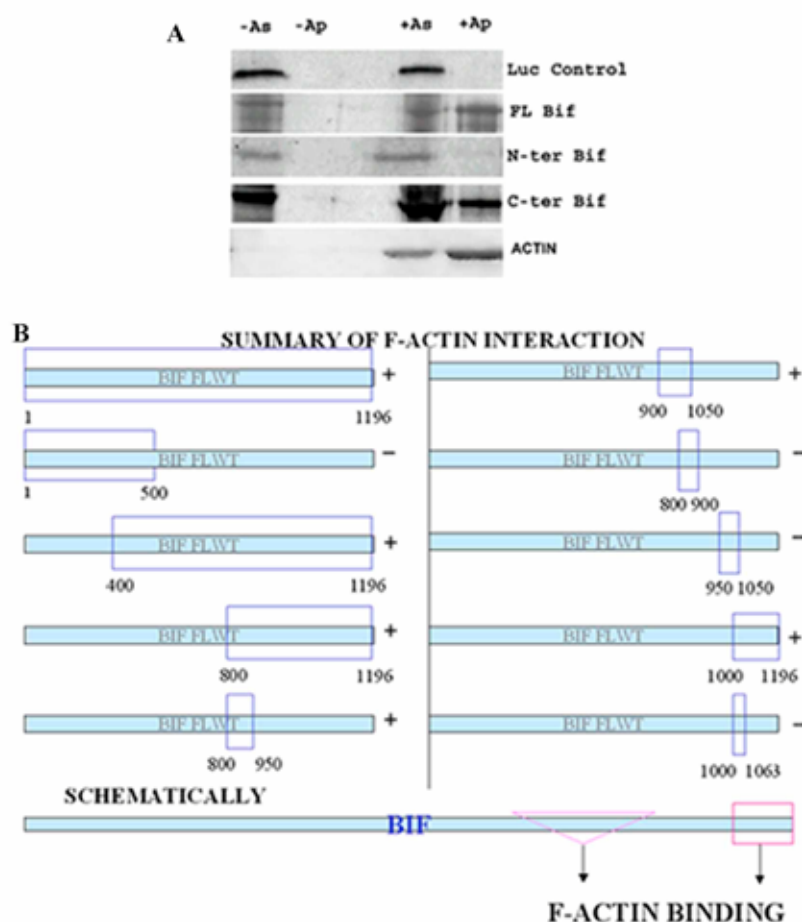 A
-As -Ap +As +Ap
Luc Control
FL Bif
N-ter Bif
C-ter Bif
ACTIN
B
SUMMARY OF F-ACTIN INTERACTION
BIF FLWT +
1 1196
BIF FLWT −
1 500
BIF FLWT +
400 1196
BIF FLWT +
800 1196
BIF FLWT +
800 950
BIF FLWT +
900 1050
BIF FLWT −
800 900
BIF FLWT −
950 1050
BIF FLWT +
1000 1196
BIF FLWT −
1000 1063
SCHEMATICALLY
BIF
F-ACTIN BINDING